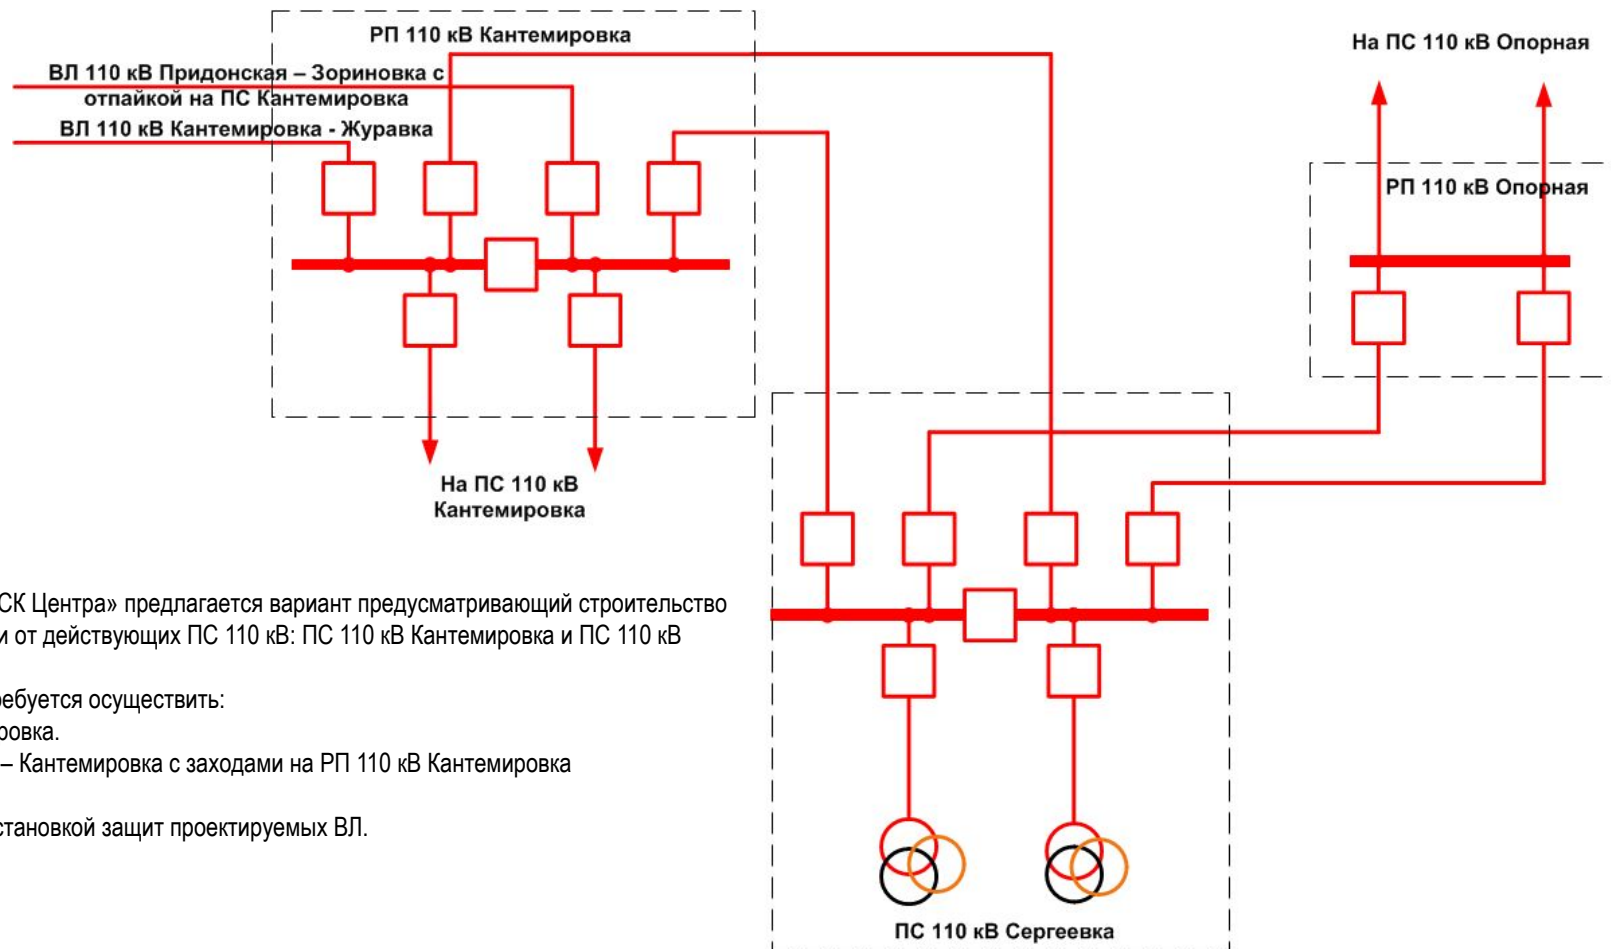 РП 110 кВ Кантемировка
На ПС 110 кВ Опорная
ВЛ 110 кВ Придонская – Зориновка с
отпайкой на ПС Кантемировка
ВЛ 110 кВ Кантемировка - Журавка
РП 110 кВ Опорная
На ПС 110 кВ
Кантемировка
СК Центра» предлагается вариант предусматривающий строительство
и от действующих ПС 110 кВ: ПС 110 кВ Кантемировка и ПС 110 кВ
ребуется осуществить:
ровка.
– Кантемировка с заходами на РП 110 кВ Кантемировка
становкой защит проектируемых ВЛ.
ПС 110 кВ Сергеевка